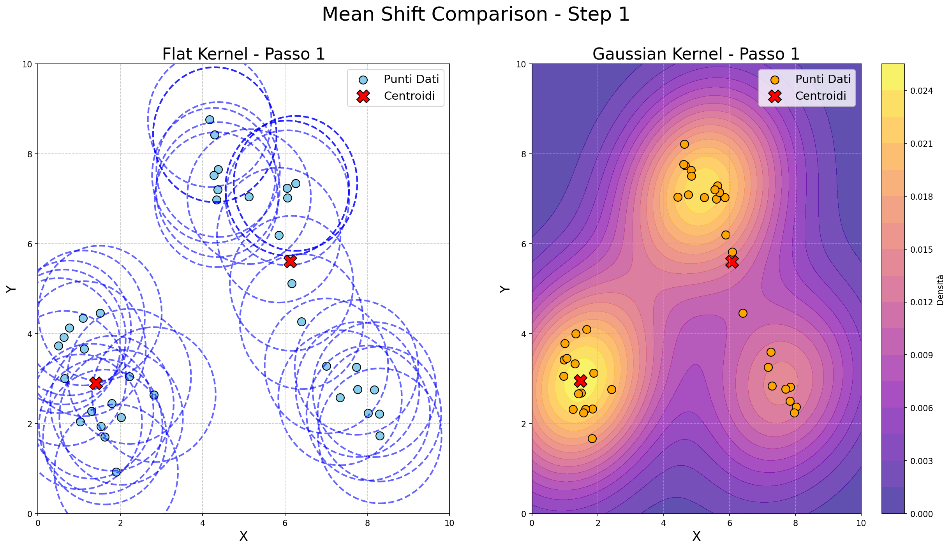 Mean Shift Comparison - Step 1
Flat Kernel - Passo 1
Punti Dati
Centroidi
Y
10
8
6
4
2
0
0 2 4 6 8 10
X
Gaussian Kernel - Passo 1
Punti Dati
Centroidi
Y
10
8
6
4
2
0
0 2 4 6 8 10
X
0.024
0.021
0.018
0.015
0.012
0.009
0.006
0.003
0.000
Densità